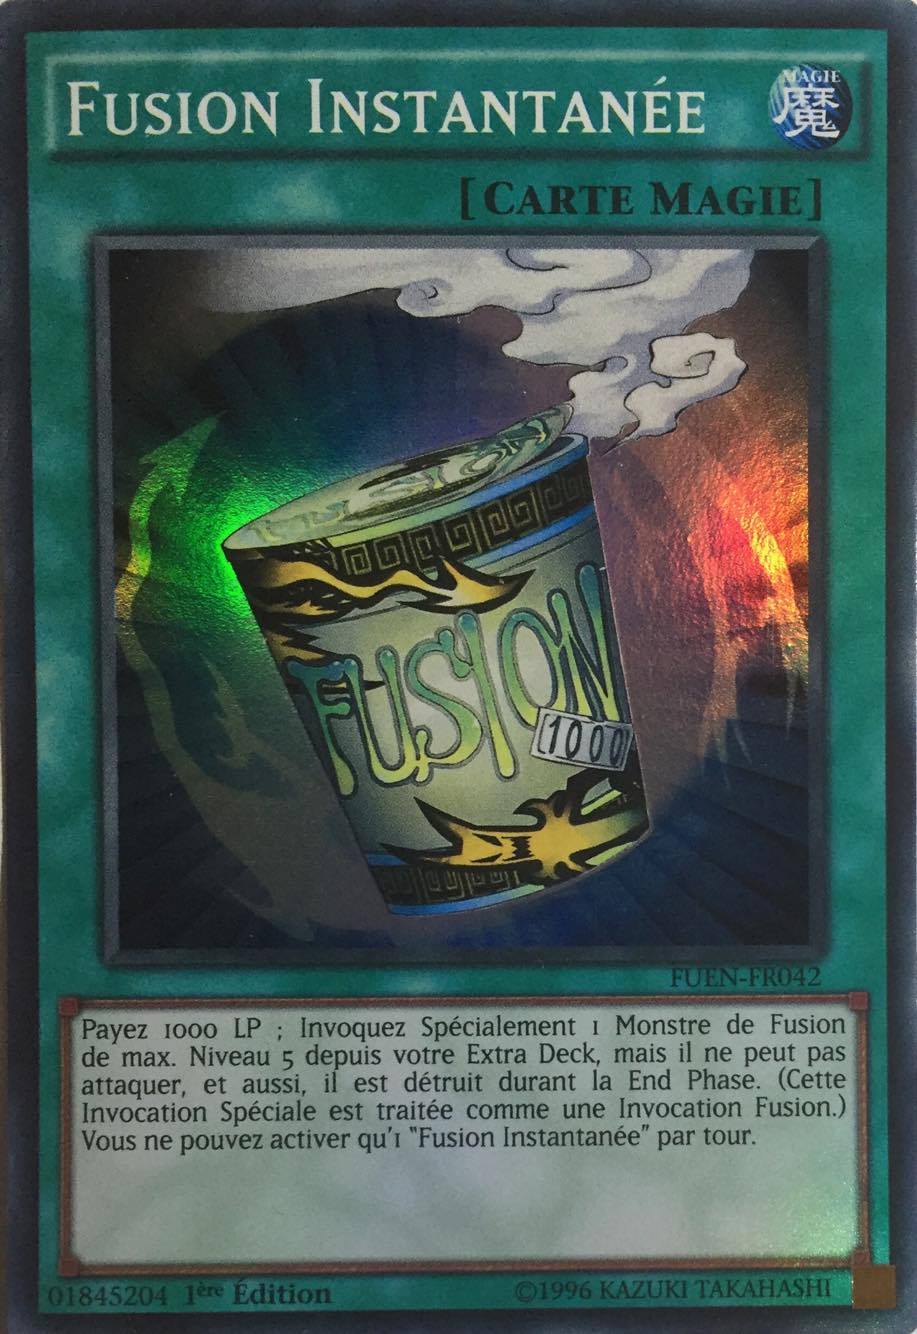 FUSION INSTANTANÉE
MAGIE
魔
[CARTE MAGIE]
FUSION
1000
FUEN-FR042
Payez 1000 LP ; Invoquez Spécialement 1 Monstre de Fusion
de max. Niveau 5 depuis votre Extra Deck, mais il ne peut pas
attaquer, et aussi, il est détruit durant la End Phase. (Cette
Invocation Spéciale est traitée comme une Invocation Fusion.)
Vous ne pouvez activer qu'1 "Fusion Instantanée" par tour.
01845204 1ère Édition
©1996 KAZUKI TAKAHASHI